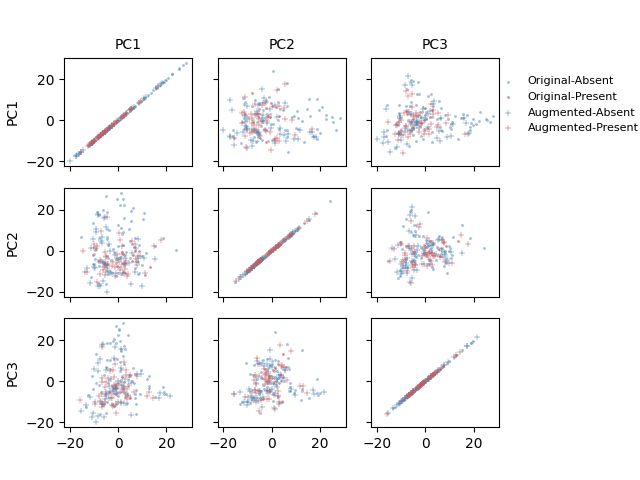 PC1 PC2 PC3
Original-Absent
Original-Present
Augmented-Absent
Augmented-Present
PC1
20
0
−20
PC2
20
0
−20
PC3
20
0
−20
−20 0 20 −20 0 20 −20 0 20